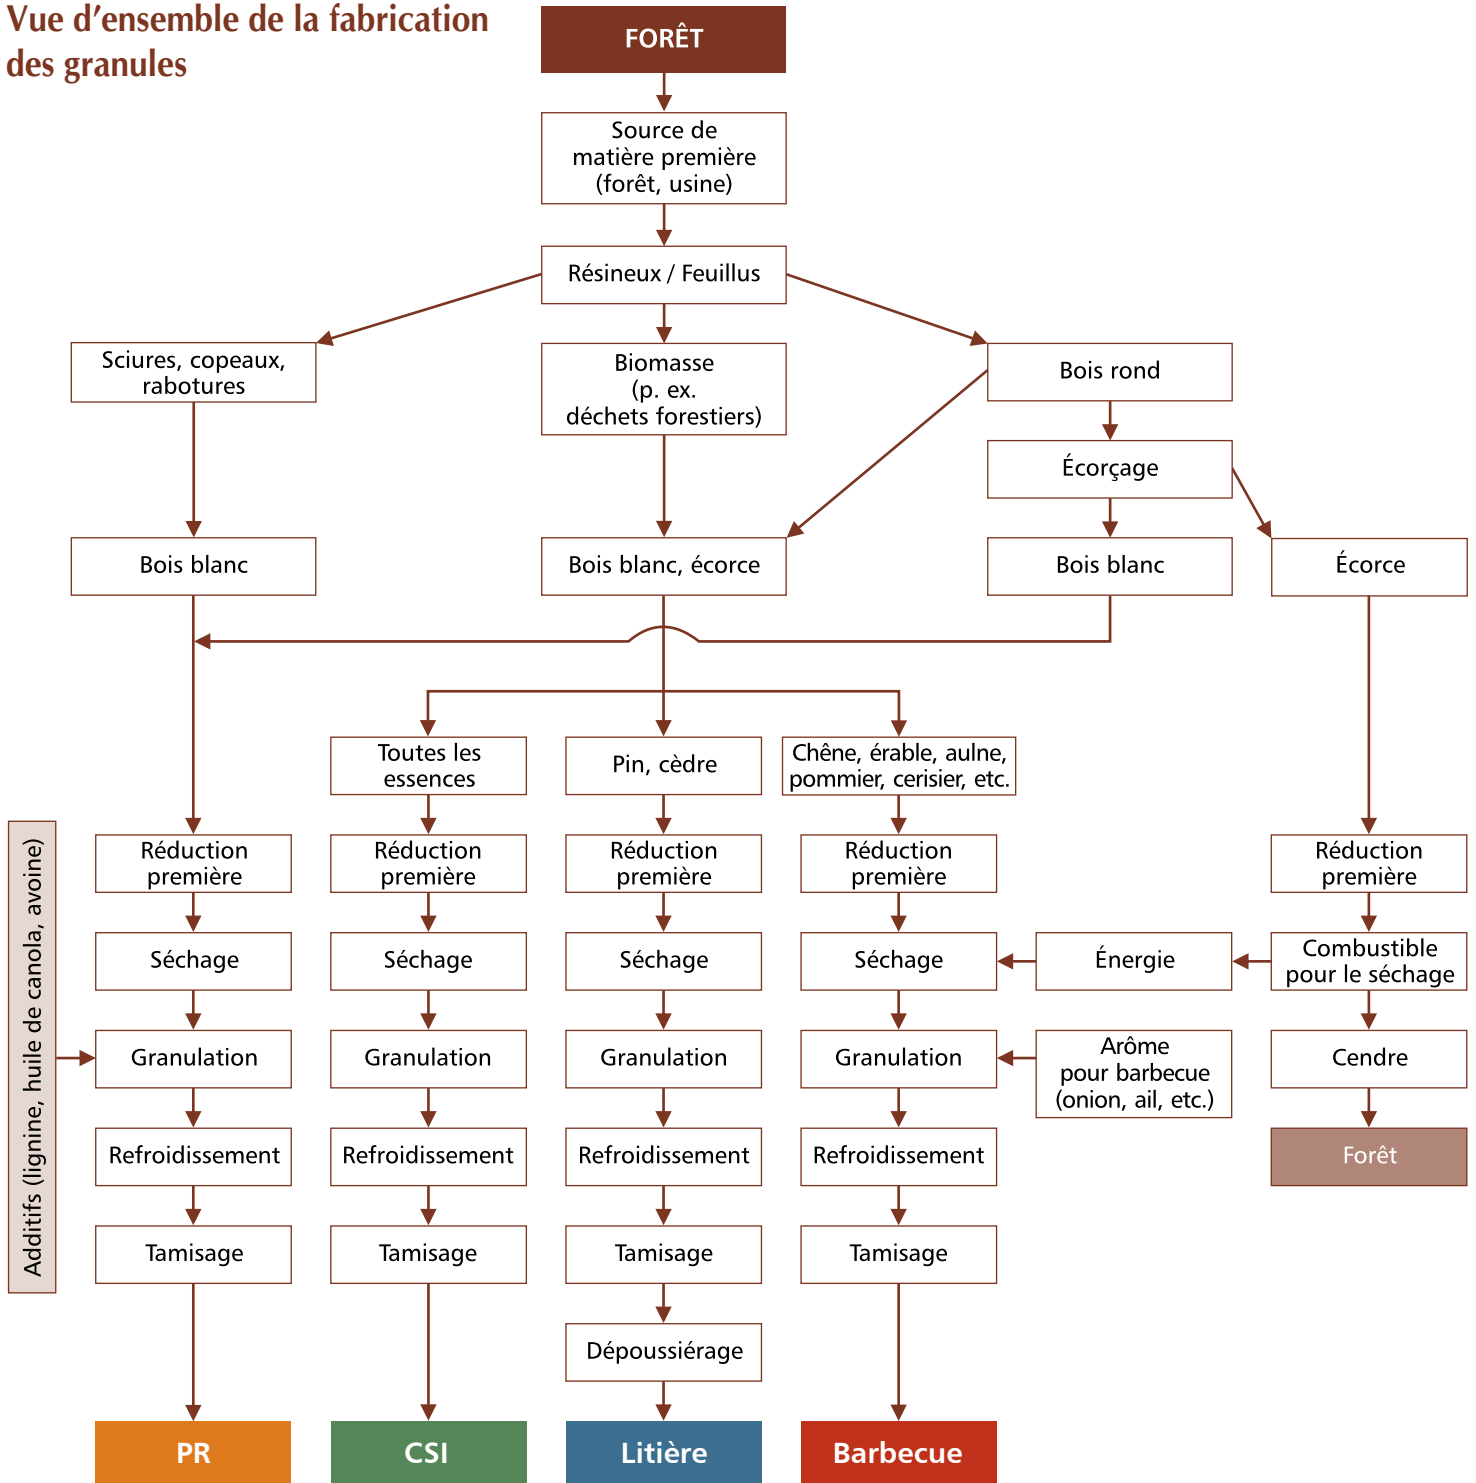 Vue d’ensemble de la fabrication
des granules
FORÊT
Source de
matière première
(forêt, usine)
Résineux / Feuillus
Sciures, copeaux,
rabotures
Biomasse
(p. ex.
déchets forestiers)
Bois rond
Écorçage
Bois blanc
Bois blanc, écorce
Bois blanc
Écorce
Toutes les
essences
Pin, cèdre
Chêne, érable, aulne,
pommier, cerisier, etc.
Additifs (lignine, huile de canola, avoine)
Réduction
première
Réduction
première
Réduction
première
Réduction
première
Réduction
première
Séchage
Séchage
Séchage
Séchage
Énergie
Combustible
pour le séchage
Granulation
Granulation
Granulation
Granulation
Arôme
pour barbecue
(onion, ail, etc.)
Cendre
Refroidissement
Refroidissement
Refroidissement
Refroidissement
Forêt
Tamisage
Tamisage
Tamisage
Tamisage
Dépoussiérage
PR
CSI
Litière
Barbecue